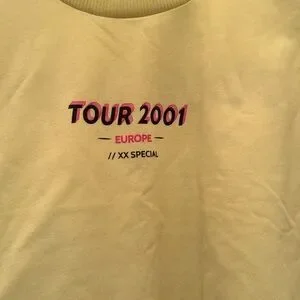 TOUR 2001
— EUROPE —
// XX SPECIAL